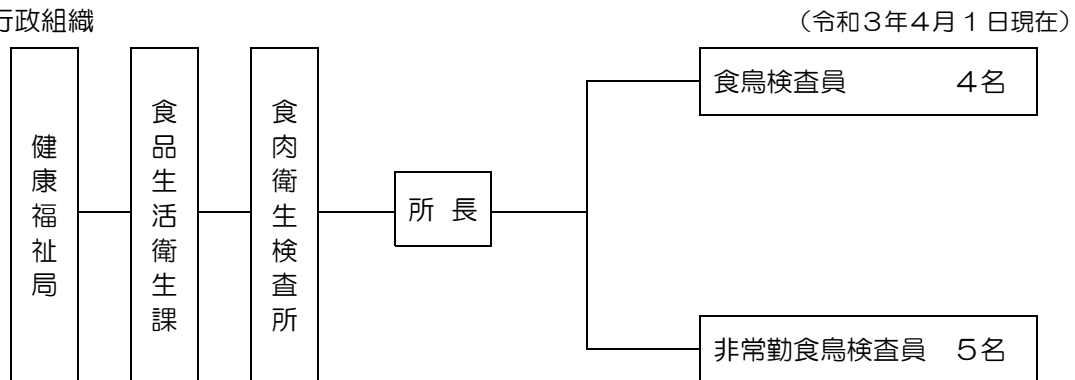 行政組織
(令和3年4月1日現在)
健康福祉局
食品生活衛生課
食肉衛生検査所
所 長
食鳥検査員 4名
非常勤食鳥検査員 5名